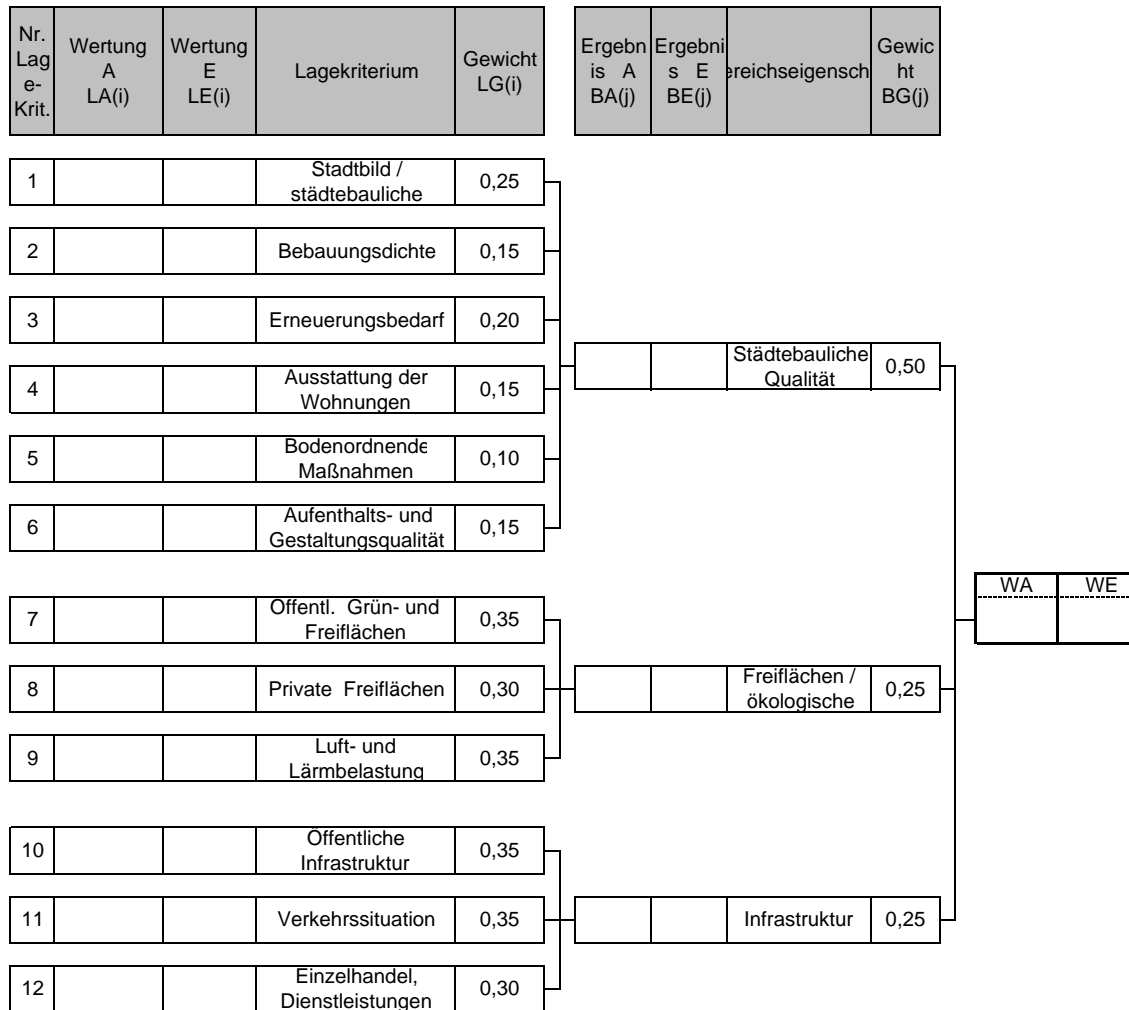 Nr.
Lag
e-
Krit.
Wertung
A
LA(i)
Wertung
E
LE(i)
Lagekriterium
Gewicht
LG(i)
Ergebn
is A
BA(j)
Ergebni
s E
BE(j)
ereichseigensch
Gewic
ht
BG(j)
1
Stadtbild /
städtebauliche
0,25
2
Bebauungsdichte
0,15
3
Erneuerungsbedarf
0,20
Städtebauliche
Qualität
0,50
4
Ausstattung der
Wohnungen
0,15
5
Bodenordnende
Maßnahmen
0,10
6
Aufenthalts- und
Gestaltungsqualität
0,15
WA
WE
7
Öffentl. Grün- und
Freiflächen
0,35
8
Private Freiflächen
0,30
Freiflächen /
ökologische
0,25
9
Luft- und
Lärmbelastung
0,35
10
Öffentliche
Infrastruktur
0,35
11
Verkehrssituation
0,35
Infrastruktur
0,25
12
Einzelhandel,
Dienstleistungen
0,30